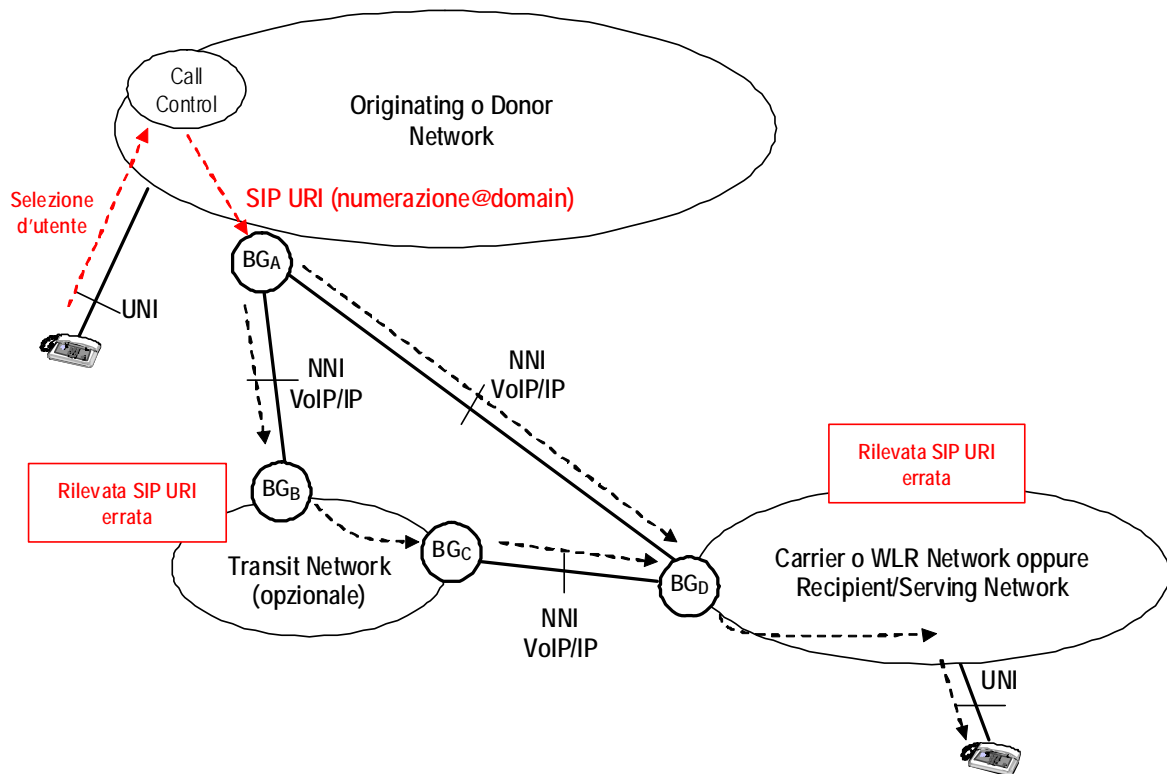 Call
Control
Originating o Donor
Network
Selezione
d'utente
SIP URI (numerazione@domain)
BGA
UNI
NNI
VoIP/IP
NNI
VoIP/IP
Rilevata SIP URI
errata
Rilevata SIP URI
errata
BGB
BGC
Transit Network
(opzionale)
BGD
Carrier o WLR Network oppure
Recipient/Serving Network
NNI
VoIP/IP
UNI